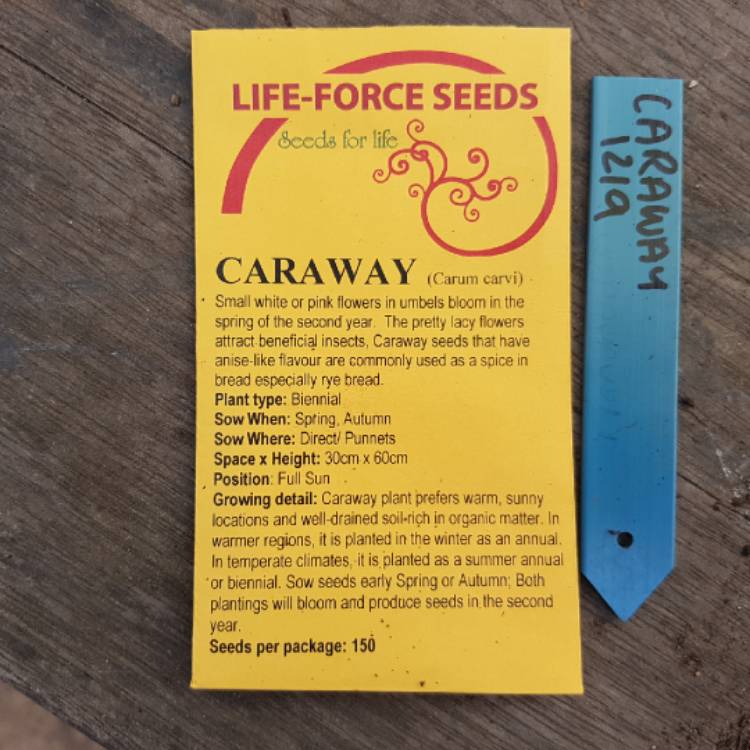 LIFE-FORCE SEEDS
Seeds for life
CARAWAY (Carum carvi)
Small white or pink flowers in umbels bloom in the
spring of the second year. The pretty lacy flowers
attract beneficial insects, Caraway seeds that have
anise-like flavour are commonly used as a spice in
bread especially rye bread.
Plant type: Biennial
Sow When: Spring, Autumn
Sow Where: Direct/ Punnets
Space x Height: 30cm x 60cm
Position: Full Sun
Growing detail: Caraway plant prefers warm, sunny
locations and well-drained soil-rich in organic matter. In
warmer regions, it is planted in the winter as an annual.
In temperate climates, it is planted as a summer annual
or biennial. Sow seeds early Spring or Autumn; Both
plantings will bloom and produce seeds in the second
year.
Seeds per package: 150
CARAWAY
1219